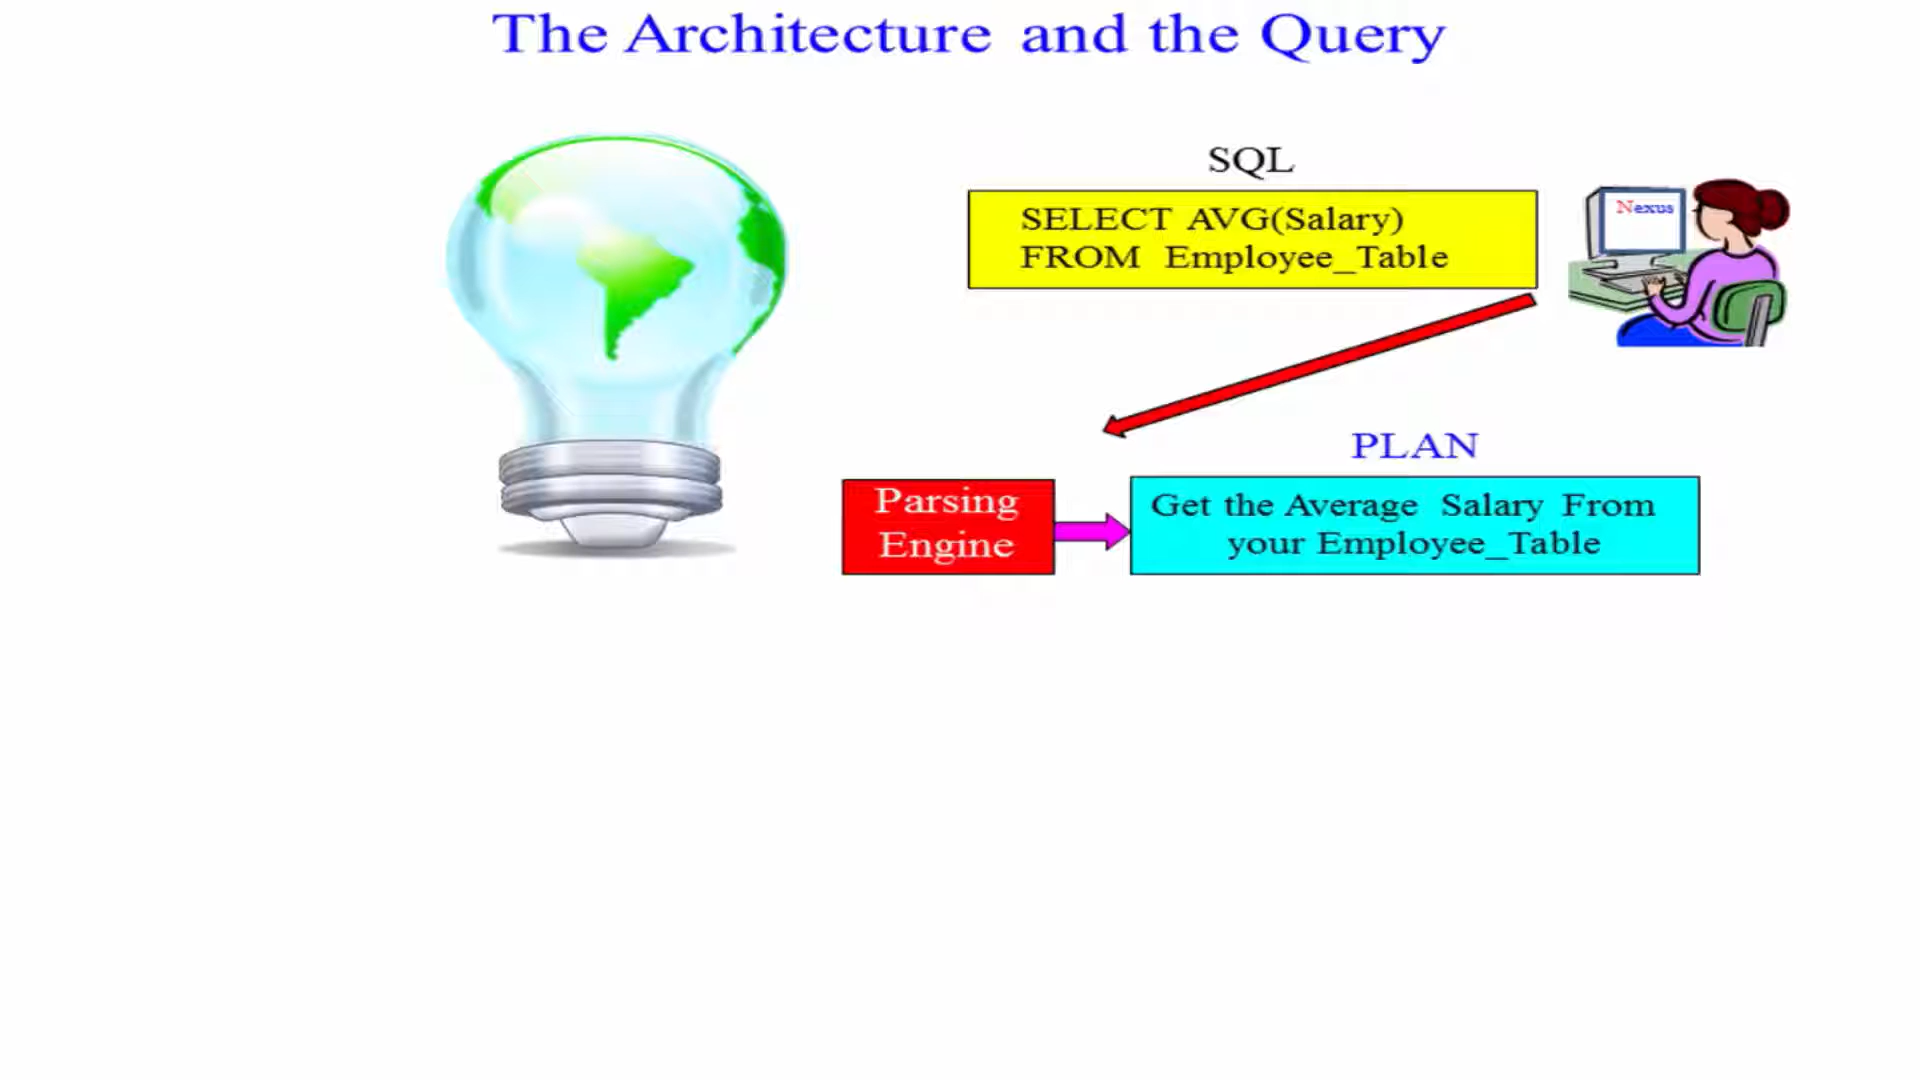 The Architecture and the Query
SQL
SELECT AVG(Salary)
FROM Employee_Table
Nexus
PLAN
Parsing
Engine
Get the Average Salary From
your Employee_Table